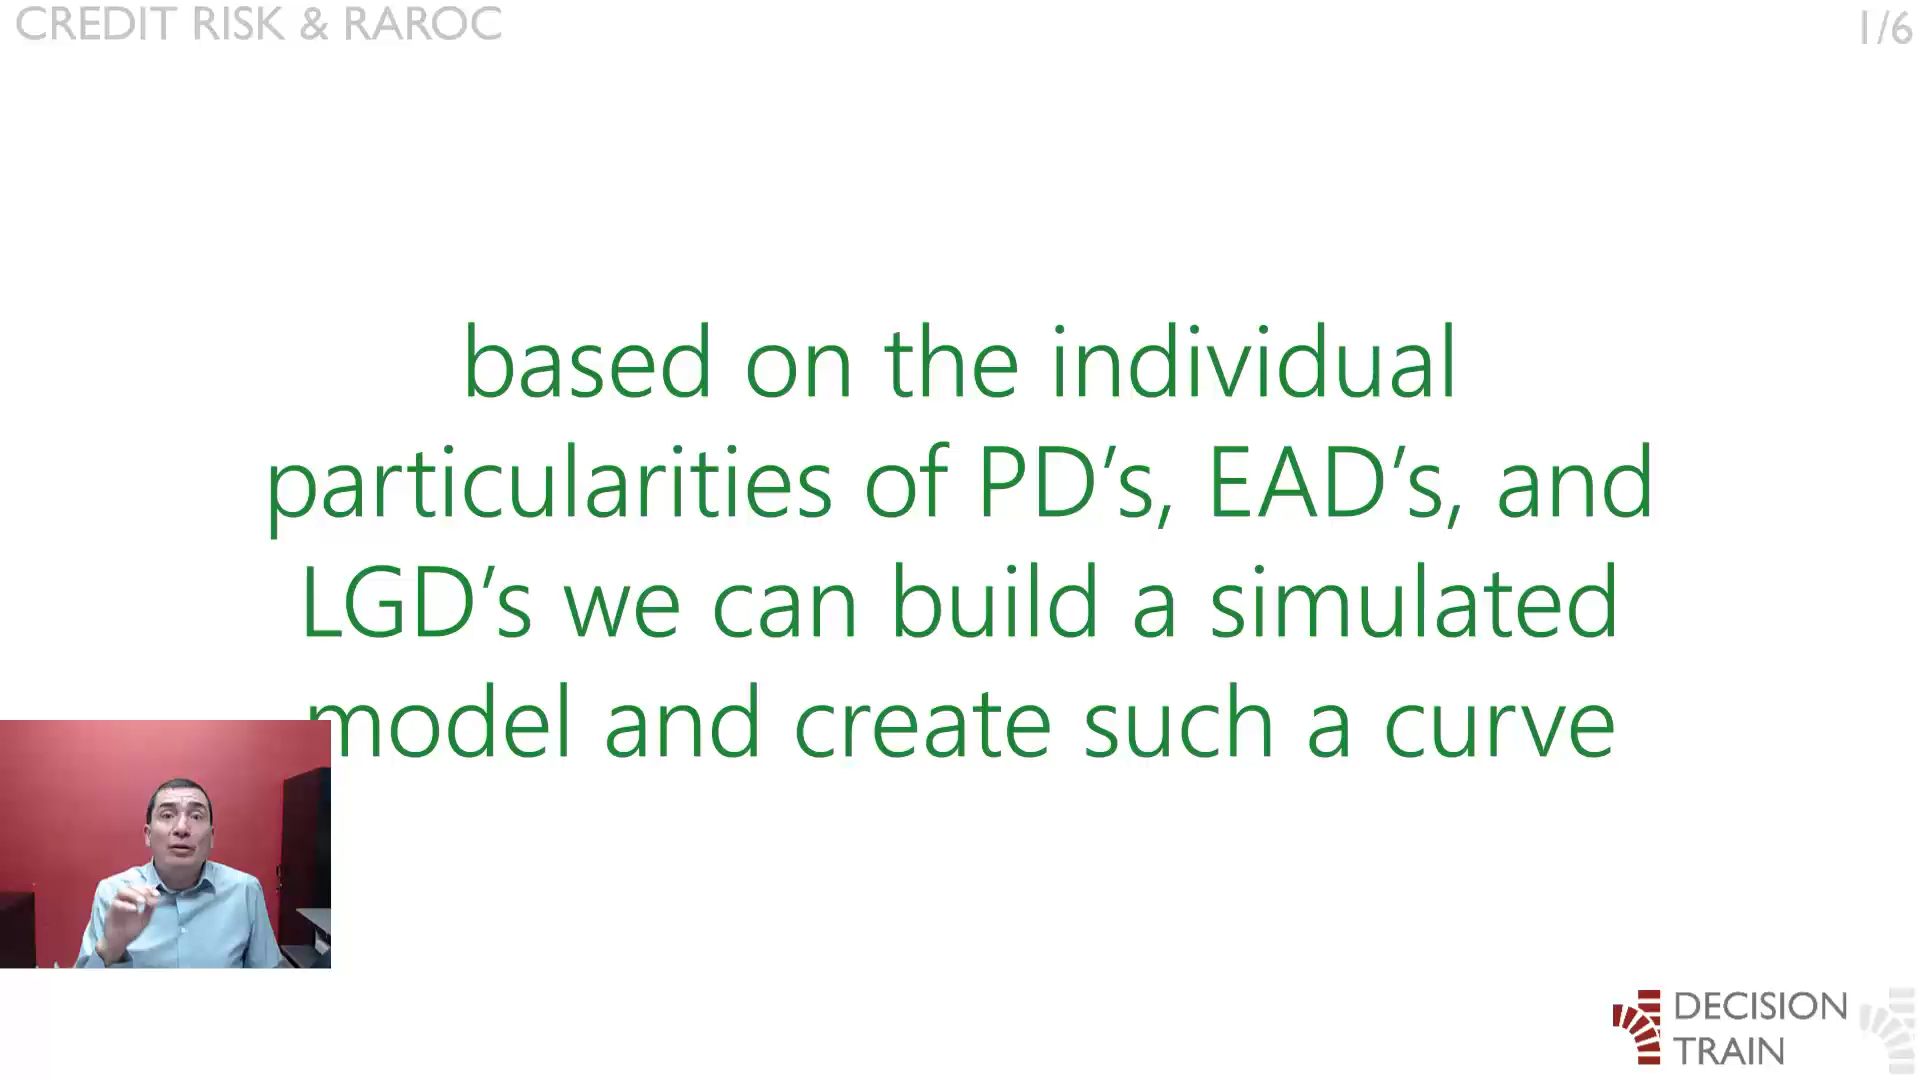 CREDIT RISK & RAROC
1/6
based on the individual
particularities of PD’s, EAD’s, and
LGD’s we can build a simulated
model and create such a curve
DECISION
TRAIN